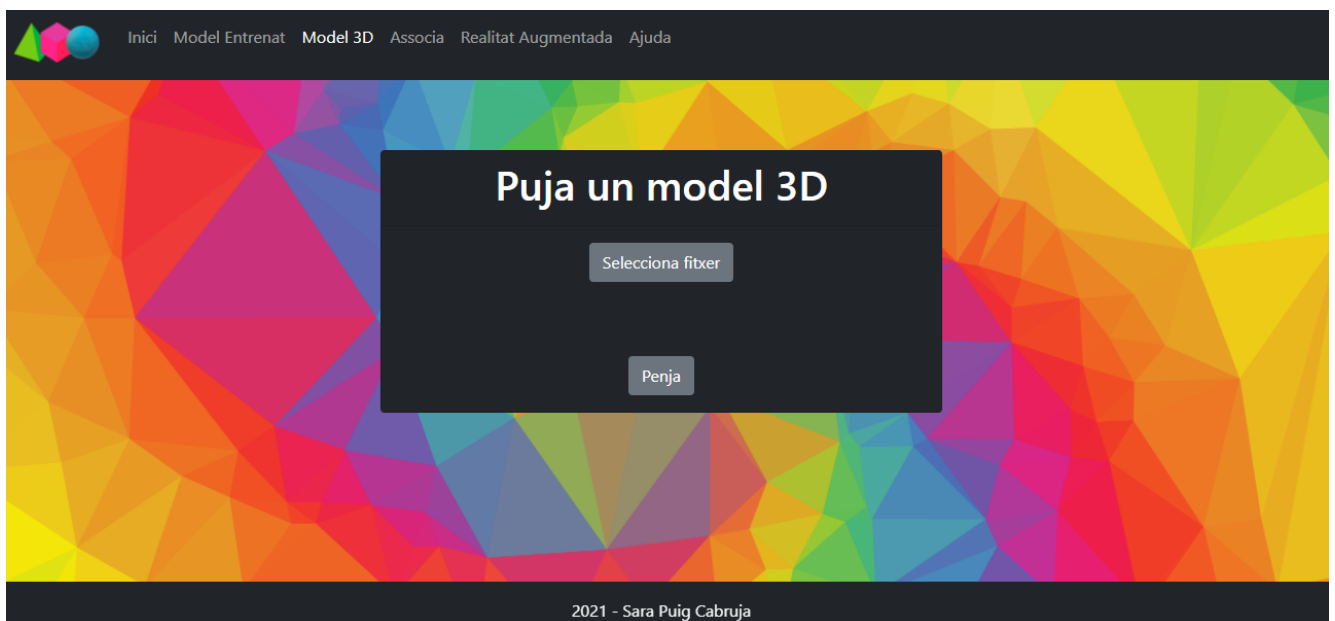 Inici Model Entrenat Model 3D Associa Realitat Augmentada Ajuda
Puja un model 3D
Selecciona fitxer
Penja
2021 - Sara Puig Cabruja